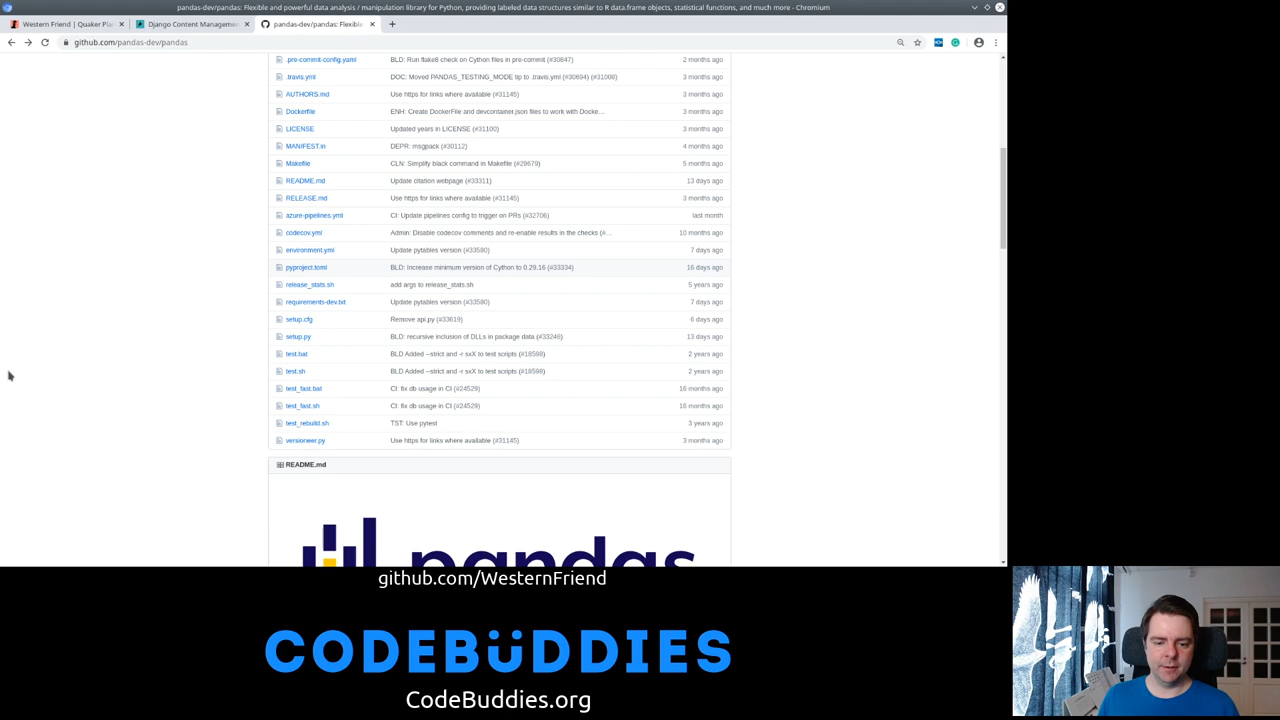 pandas-dev/pandas: Flexible and powerful data analysis / manipulation library for Python, providing labeled data structures similar to R data.frame objects, statistical functions, and much more - Chromium
Western Friend | Quaker Pla
Django Content Managemen
pandas-dev/pandas: Flexible
github.com/pandas-dev/pandas
.pre-commit-config.yaml BLD: Run flake8 check on Cython files in pre-commit (#30847) 2 months ago
.travis.yml DOC: Moved PANDAS_TESTING_MODE tip to .travis.yml (#30694) (#31008) 3 months ago
AUTHORS.md Use https for links where available (#31145) 3 months ago
Dockerfile ENH: Create DockerFile and devcontainer.json files to work with Docke… 3 months ago
LICENSE Updated years in LICENSE (#31100) 3 months ago
MANIFEST.in DEPR: msgpack (#30112) 4 months ago
Makefile CLN: Simplify black command in Makefile (#29679) 5 months ago
README.md Update citation webpage (#33311) 13 days ago
RELEASE.md Use https for links where available (#31145) 3 months ago
azure-pipelines.yml CI: Update pipelines config to trigger on PRs (#32706) last month
codecov.yml Admin: Disable codecov comments and re-enable results in the checks (#… 10 months ago
environment.yml Update pytables version (#33580) 7 days ago
pyproject.toml BLD: Increase minimum version of Cython to 0.29.16 (#33334) 16 days ago
release_stats.sh add args to release_stats.sh 5 years ago
requirements-dev.txt Update pytables version (#33580) 7 days ago
setup.cfg Remove api.py (#33619) 6 days ago
setup.py BLD: recursive inclusion of DLLs in package data (#33246) 13 days ago
test.bat BLD Added --strict and -r sxX to test scripts (#18598) 2 years ago
test.sh BLD Added --strict and -r sxX to test scripts (#18598) 2 years ago
test_fast.bat CI: fix db usage in CI (#24529) 16 months ago
test_fast.sh CI: fix db usage in CI (#24529) 16 months ago
test_rebuild.sh TST: Use pytest 3 years ago
versioneer.py Use https for links where available (#31145) 3 months ago
README.md
pandas
github.com/WesternFriend
CODEBÜDDIES
CodeBuddies.org